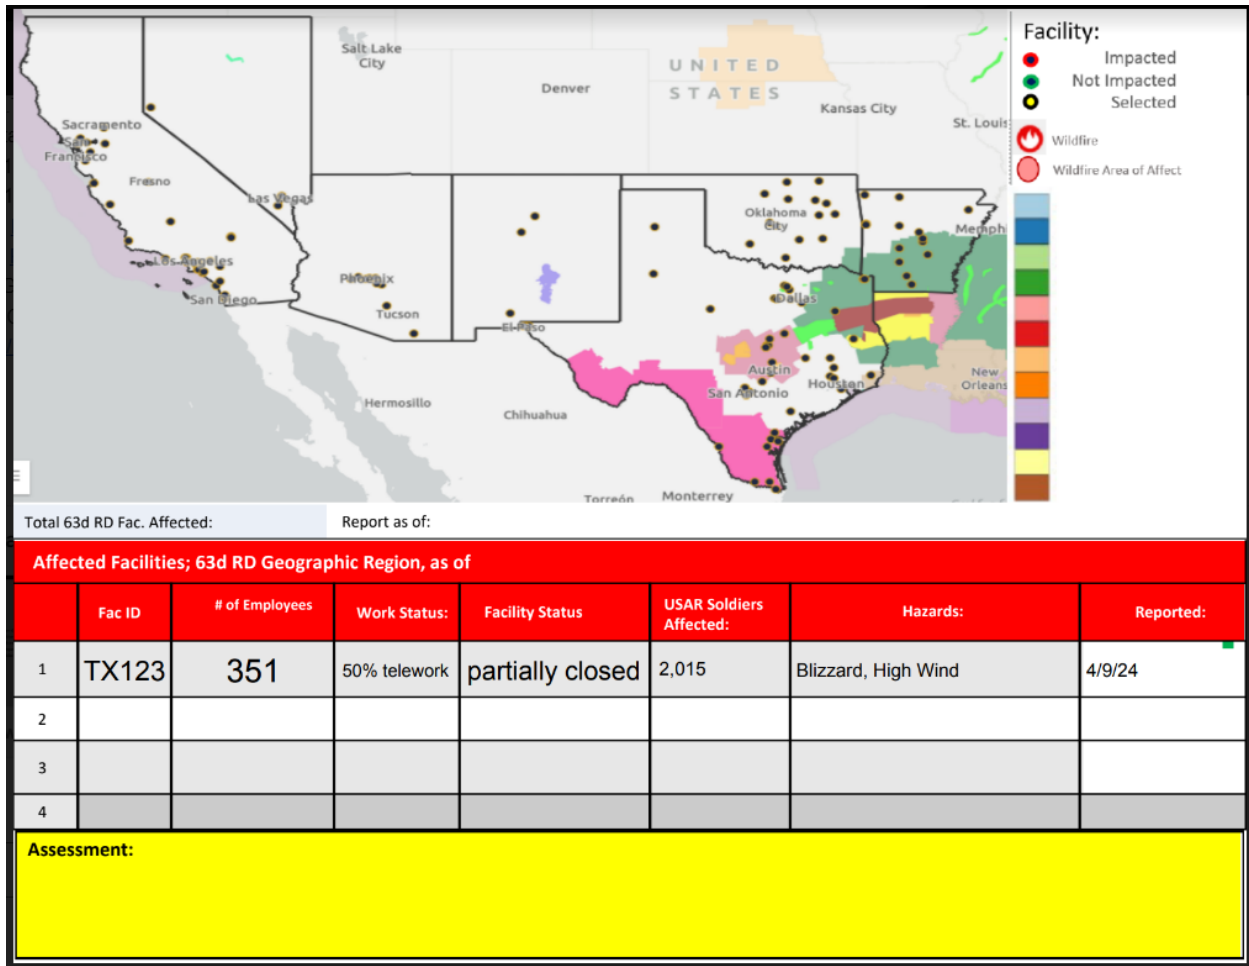 Facility:
Impacted
Not Impacted
Selected
Wildfire
Wildfire Area of Affect
Salt Lake
City
UNITED
STATES
Denver
Kansas City
St. Louis
Sacramento
San
Francisco
Fresno
Las Vegas
Oklahoma
City
Memph
Los Angeles
San Diego
Phoenix
Tucson
El Paso
Dallas
Austin
San Antonio
Houston
New
Orleans
Hermosillo
Chihuahua
Torreón
Monterrey
Total 63d RD Fac. Affected:
Report as of:
Affected Facilities; 63d RD Geographic Region, as of
Fac ID
# of Employees
Work Status:
Facility Status
USAR Soldiers
Affected:
Hazards:
Reported:
1
TX123
351
50% telework
partially closed
2,015
Blizzard, High Wind
4/9/24
2
3
4
Assessment: